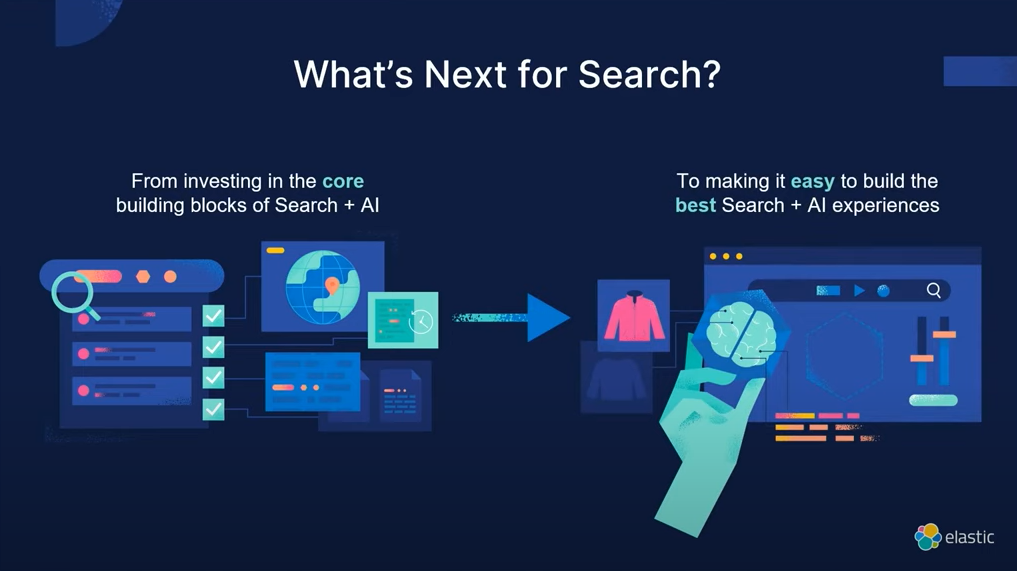 What’s Next for Search?
From investing in the core
building blocks of Search + AI
To making it easy to build the
best Search + AI experiences
elastic